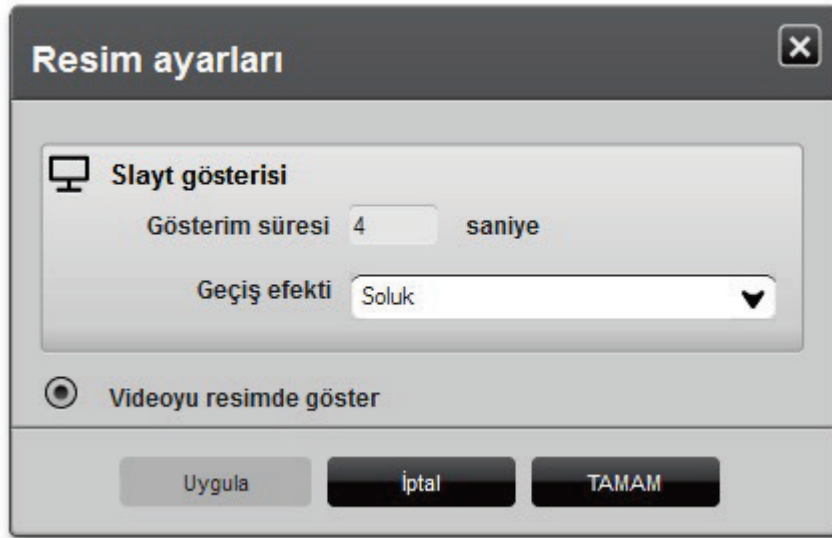 Resim ayarları
Slayt gösterisi
Gösterim süresi 4 saniye
Geçiş efekti Soluk
Videoyu resimde göster
Uygula İptal TAMAM